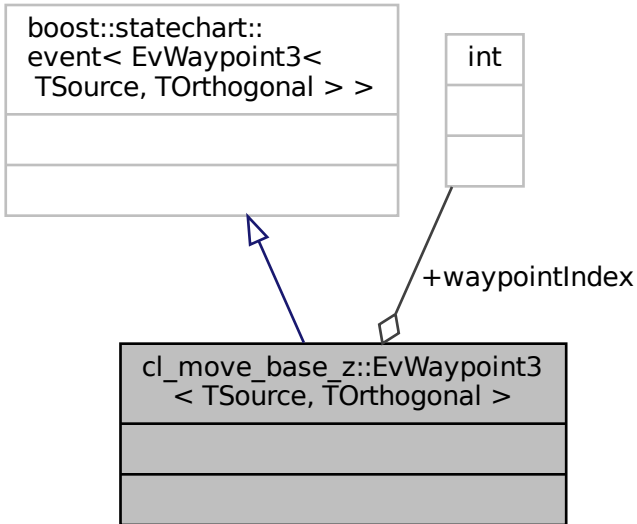 boost::statechart::
event< EvWaypoint3<
 TSource, TOrthogonal > >
int
+waypointIndex
cl_move_base_z::EvWaypoint3
< TSource, TOrthogonal >